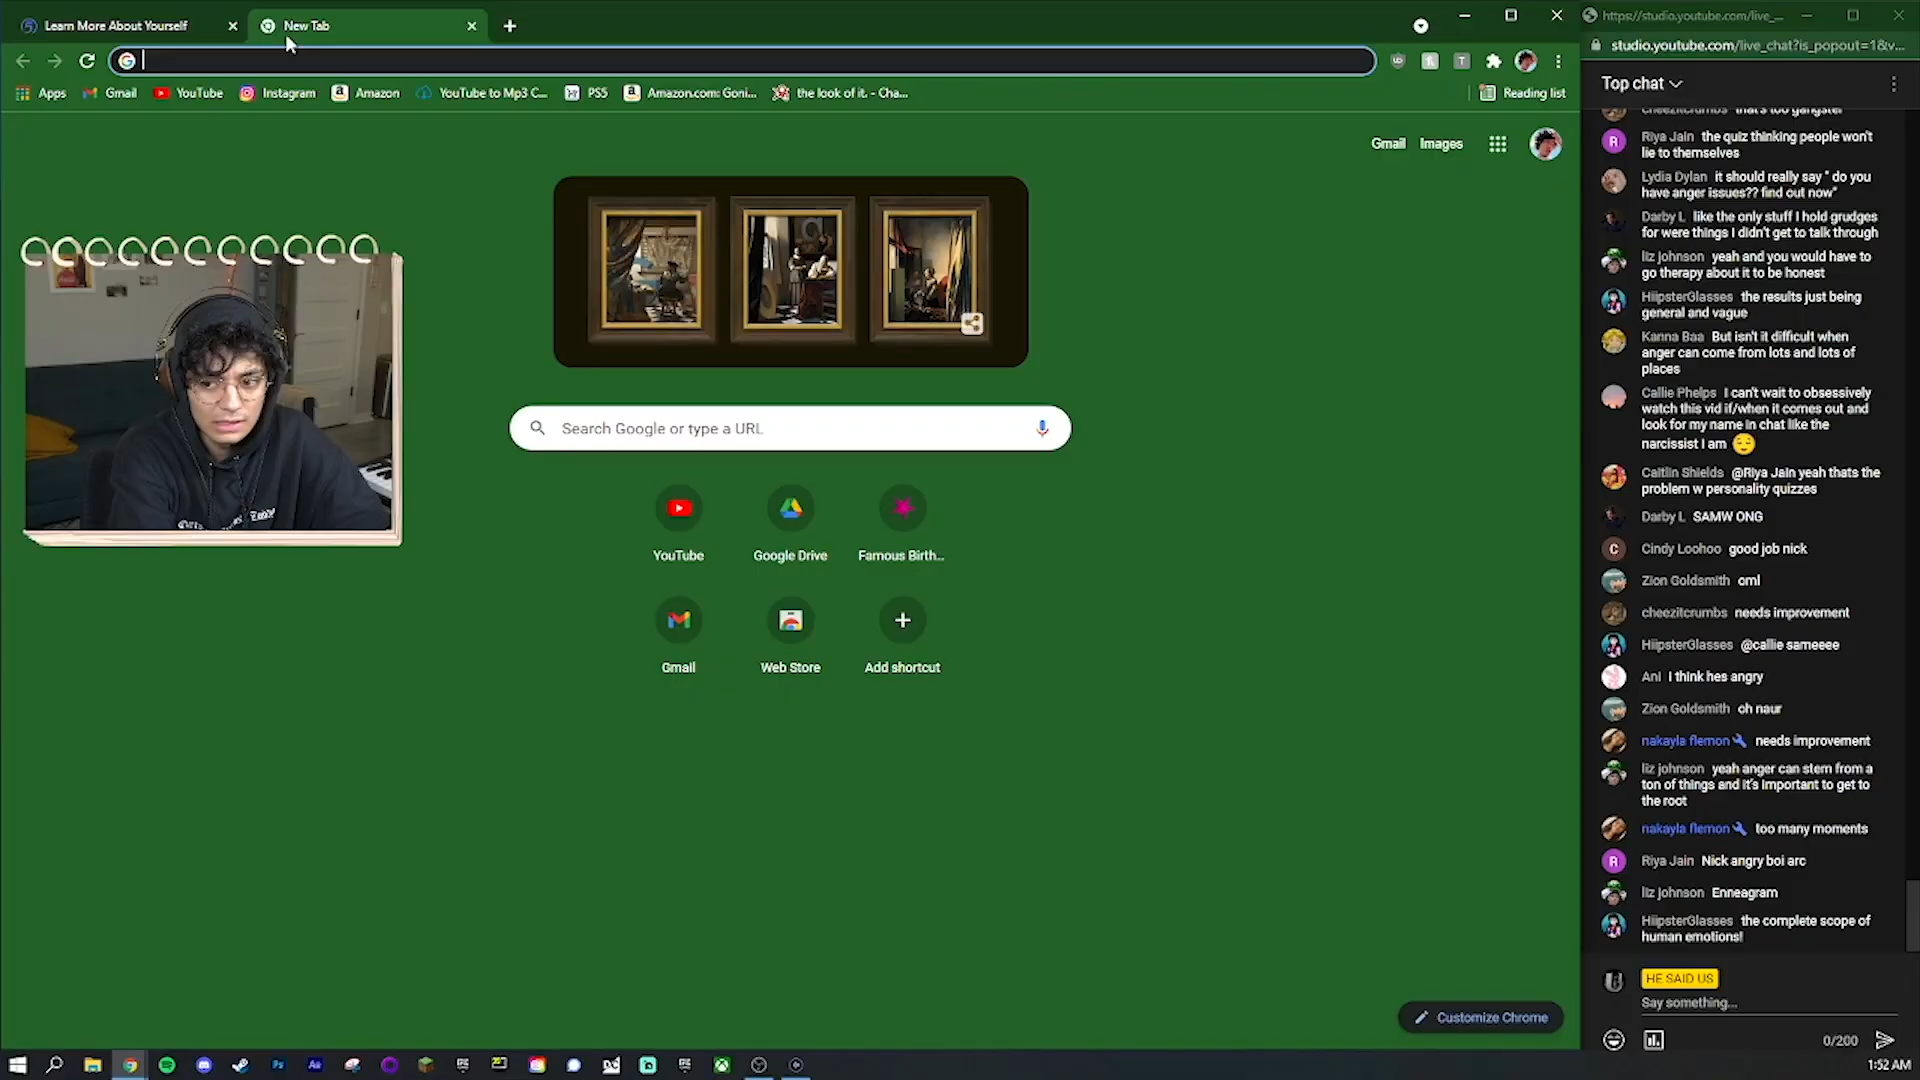 Learn More About Yourself
New Tab
https://studio.youtube.com/live_...
studio.youtube.com/live_chat?is_popout=1&v...
Apps
Gmail
YouTube
Instagram
Amazon
YouTube to Mp3 C...
PS5
Amazon.com: Goni...
the look of it. - Cha...
Reading list
Top chat
Gmail
Images
Search Google or type a URL
YouTube
Google Drive
Famous Birth...
Gmail
Web Store
Add shortcut
Customize Chrome
cheezitcrumbs that's too gangster
Riya Jain the quiz thinking people won't
lie to themselves
Lydia Dylan it should really say " do you
have anger issues?? find out now"
Darby L like the only stuff I hold grudges
for were things I didn't get to talk through
liz johnson yeah and you would have to
go therapy about it to be honest
HiipsterGlasses the results just being
general and vague
Kanna Baa But isn't it difficult when
anger can come from lots and lots of
places
Callie Phelps I can't wait to obsessively
watch this vid if/when it comes out and
look for my name in chat like the
narcissist I am
Caitlin Shields @Riya Jain yeah thats the
problem w personality quizzes
Darby L SAMW ONG
Cindy Loohoo good job nick
Zion Goldsmith oml
cheezitcrumbs needs improvement
HiipsterGlasses @callie sameeee
Ani I think hes angry
Zion Goldsmith oh naur
nakayla flemon needs improvement
liz johnson yeah anger can stem from a
ton of things and it's important to get to
the root
nakayla flemon too many moments
Riya Jain Nick angry boi arc
liz johnson Enneagram
HiipsterGlasses the complete scope of
human emotions!
HE SAID US
Say something...
0/200
1:52 AM